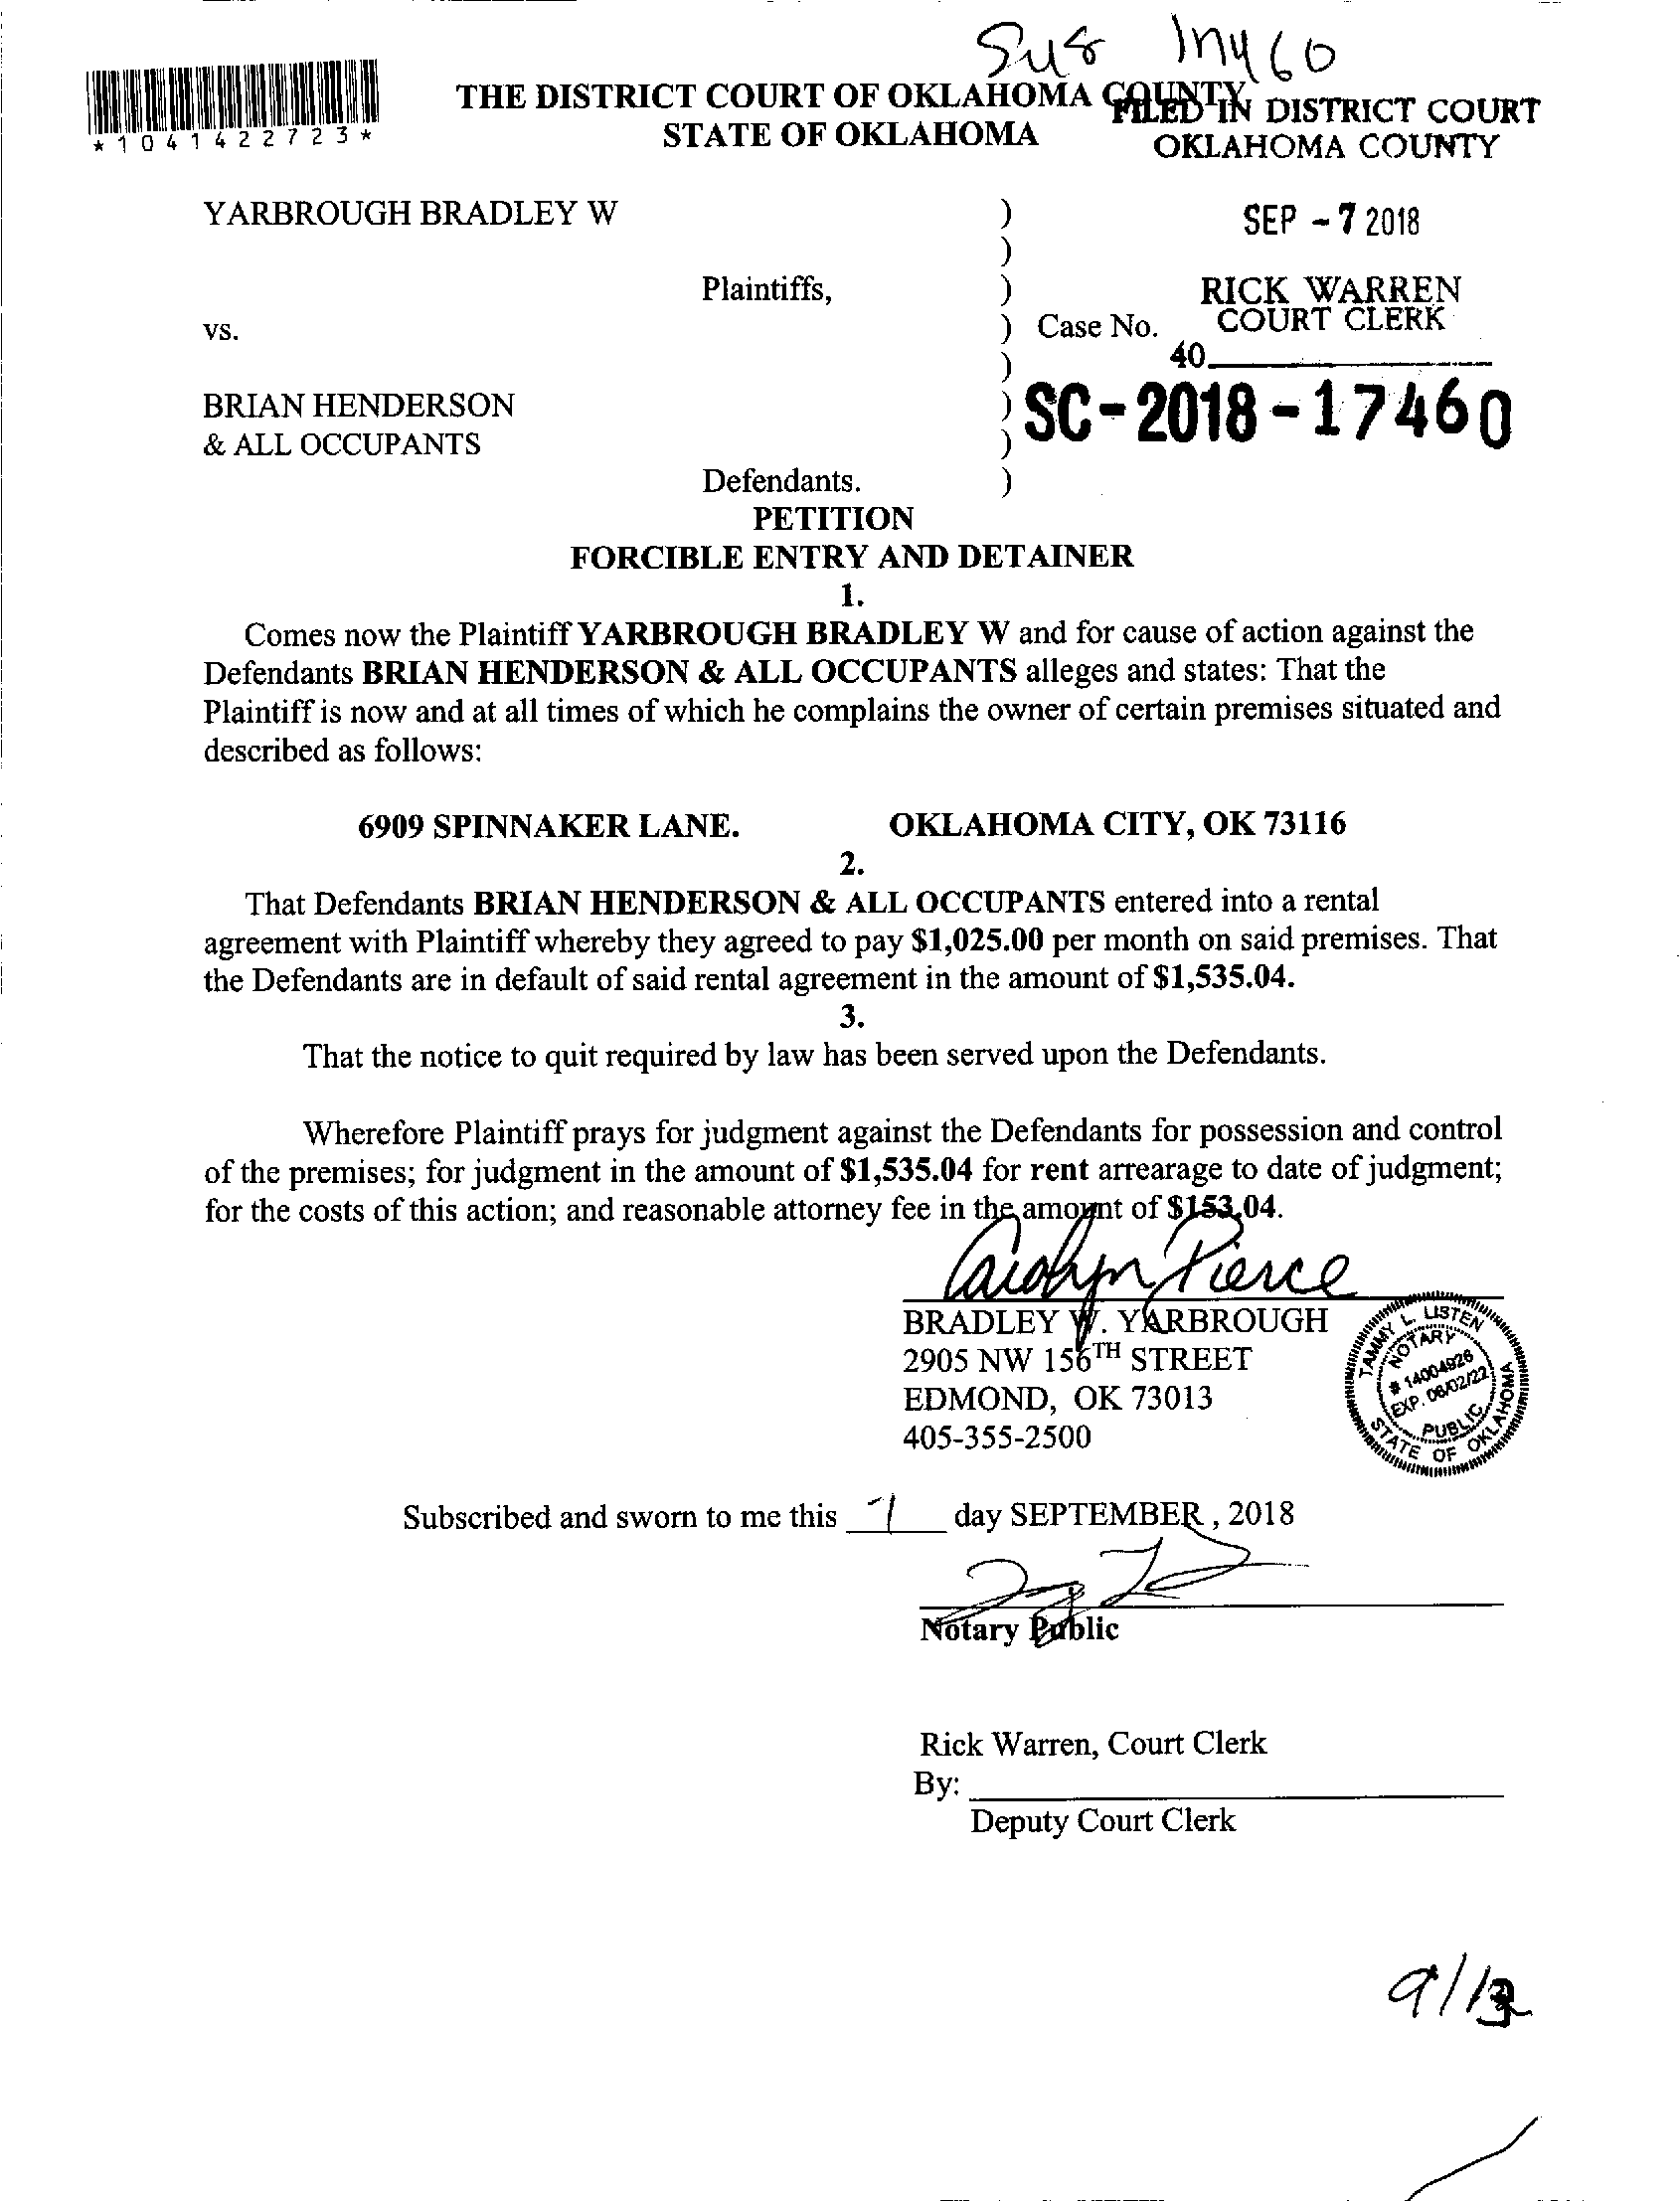 THE DISTRICT COURT OF OKLAHOMA COUNTY
STATE OF OKLAHOMA
FILED IN DISTRICT COURT
OKLAHOMA COUNTY
*1041422723*
SEP -7 2018
RICK WARREN
COURT CLERK
40
YARBROUGH BRADLEY W )
)
Plaintiffs, )
vs. ) Case No.
)
BRIAN HENDERSON ) SC-2018-17460
& ALL OCCUPANTS )
Defendants. )
PETITION
FORCIBLE ENTRY AND DETAINER
1.
Comes now the Plaintiff YARBROUGH BRADLEY W and for cause of action against the
Defendants BRIAN HENDERSON & ALL OCCUPANTS alleges and states: That the
Plaintiff is now and at all times of which he complains the owner of certain premises situated and
described as follows:
6909 SPINNAKER LANE. OKLAHOMA CITY, OK 73116
2.
That Defendants BRIAN HENDERSON & ALL OCCUPANTS entered into a rental
agreement with Plaintiff whereby they agreed to pay $1,025.00 per month on said premises. That
the Defendants are in default of said rental agreement in the amount of $1,535.04.
3.
That the notice to quit required by law has been served upon the Defendants.
Wherefore Plaintiff prays for judgment against the Defendants for possession and control
of the premises; for judgment in the amount of $1,535.04 for rent arrearage to date of judgment;
for the costs of this action; and reasonable attorney fee in the amount of $153.04.
Carolyn Pierce
BRADLEY W. YARBROUGH
2905 NW 156TH STREET
EDMOND, OK 73013
405-355-2500
TAMMY L. LISTEN
NOTARY
# 14004926
EXP. 06/02/22
PUBLIC
STATE OF OKLAHOMA
Subscribed and sworn to me this 7 day SEPTEMBER , 2018
Notary Public
Rick Warren, Court Clerk
By:
Deputy Court Clerk